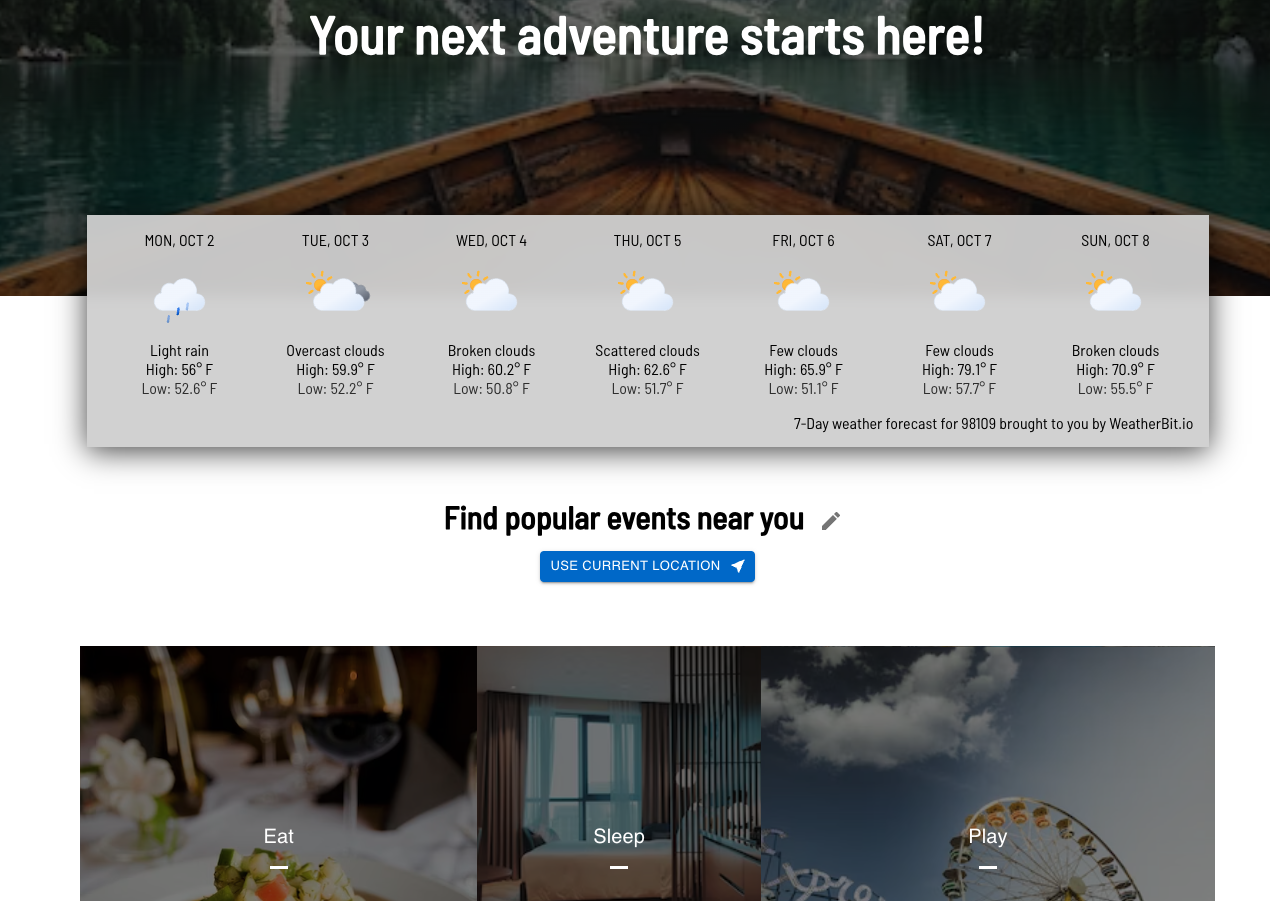 Your next adventure starts here!
MON, OCT 2
TUE, OCT 3
WED, OCT 4
THU, OCT 5
FRI, OCT 6
SAT, OCT 7
SUN, OCT 8
Light rain
High: 56° F
Low: 52.6° F
Overcast clouds
High: 59.9° F
Low: 52.2° F
Broken clouds
High: 60.2° F
Low: 50.8° F
Scattered clouds
High: 62.6° F
Low: 51.7° F
Few clouds
High: 65.9° F
Low: 51.1° F
Few clouds
High: 79.1° F
Low: 57.7° F
Broken clouds
High: 70.9° F
Low: 55.5° F
7-Day weather forecast for 98109 brought to you by WeatherBit.io
Find popular events near you
USE CURRENT LOCATION
Eat
Sleep
Play